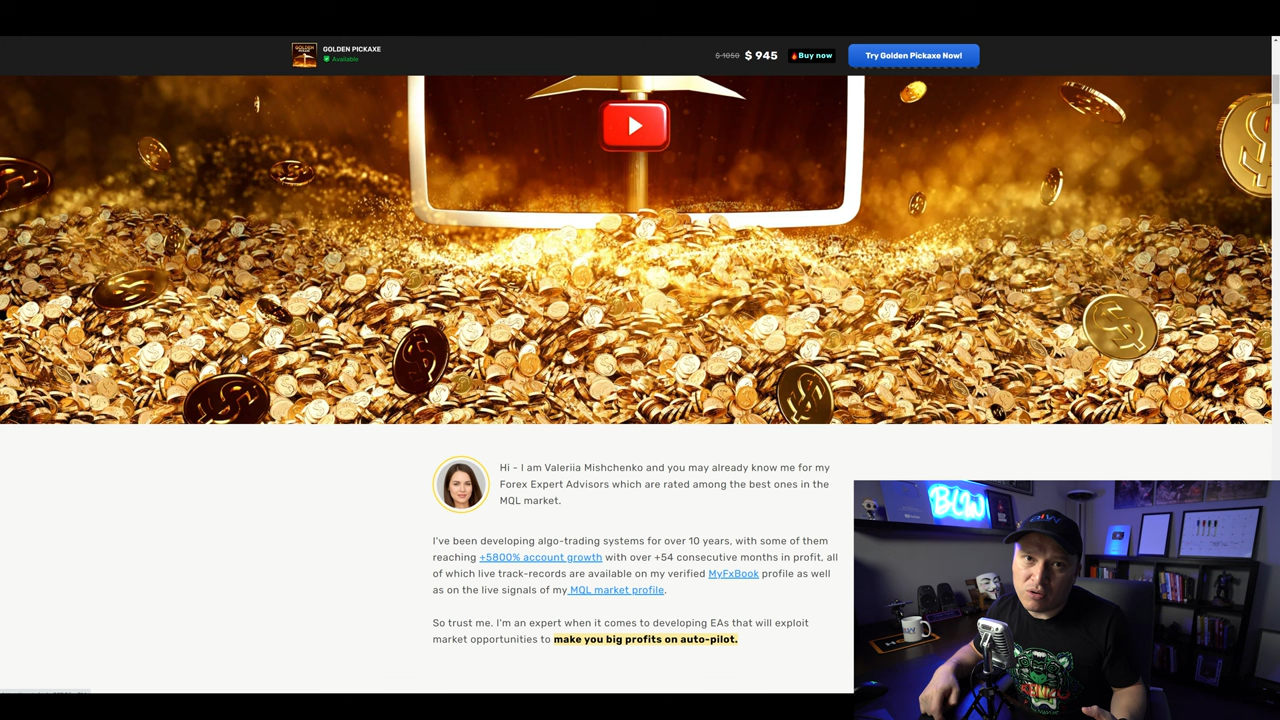 GOLDEN PICKAXE
Available
$ 1050 $ 945 🔥Buy now
Try Golden Pickaxe Now!
Hi - I am Valeriia Mishchenko and you may already know me for my
Forex Expert Advisors which are rated among the best ones in the
MQL market.
I've been developing algo-trading systems for over 10 years, with some of them
reaching +5800% account growth with over +54 consecutive months in profit, all
of which live track-records are available on my verified MyFxBook profile as well
as on the live signals of my MQL market profile.
So trust me. I'm an expert when it comes to developing EAs that will exploit
market opportunities to make you big profits on auto-pilot.
BLW